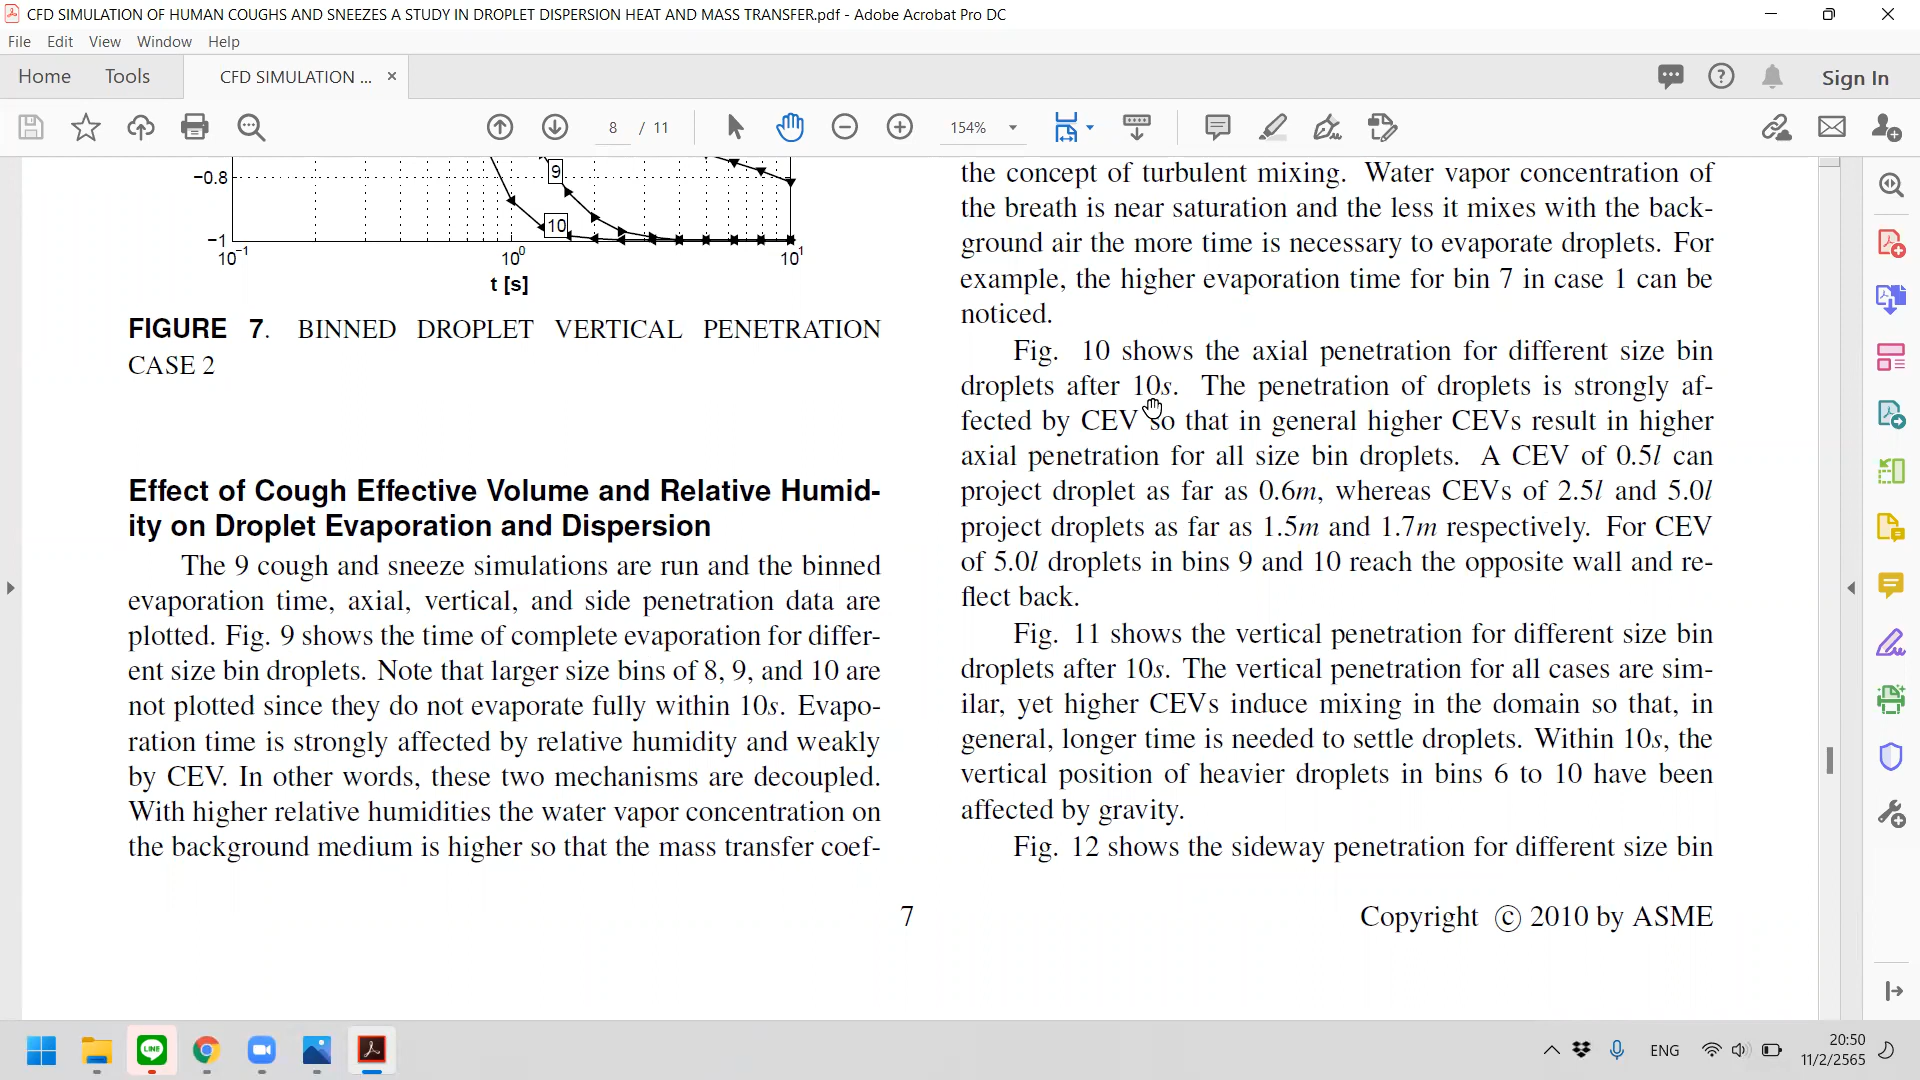 CFD SIMULATION OF HUMAN COUGHS AND SNEEZES A STUDY IN DROPLET DISPERSION HEAT AND MASS TRANSFER.pdf - Adobe Acrobat Pro DC
File Edit View Window Help
Home Tools CFD SIMULATION ... × Sign In
8 / 11 154%
−0.8
9
10
−1
10⁻¹ 10⁰ 10¹
t [s]
FIGURE 7. BINNED DROPLET VERTICAL PENETRATION
CASE 2
Effect of Cough Effective Volume and Relative Humid-
ity on Droplet Evaporation and Dispersion
The 9 cough and sneeze simulations are run and the binned
evaporation time, axial, vertical, and side penetration data are
plotted. Fig. 9 shows the time of complete evaporation for differ-
ent size bin droplets. Note that larger size bins of 8, 9, and 10 are
not plotted since they do not evaporate fully within 10s. Evapo-
ration time is strongly affected by relative humidity and weakly
by CEV. In other words, these two mechanisms are decoupled.
With higher relative humidities the water vapor concentration on
the background medium is higher so that the mass transfer coef-
the concept of turbulent mixing. Water vapor concentration of
the breath is near saturation and the less it mixes with the back-
ground air the more time is necessary to evaporate droplets. For
example, the higher evaporation time for bin 7 in case 1 can be
noticed.
Fig. 10 shows the axial penetration for different size bin
droplets after 10s. The penetration of droplets is strongly af-
fected by CEV so that in general higher CEVs result in higher
axial penetration for all size bin droplets. A CEV of 0.5l can
project droplet as far as 0.6m, whereas CEVs of 2.5l and 5.0l
project droplets as far as 1.5m and 1.7m respectively. For CEV
of 5.0l droplets in bins 9 and 10 reach the opposite wall and re-
flect back.
Fig. 11 shows the vertical penetration for different size bin
droplets after 10s. The vertical penetration for all cases are sim-
ilar, yet higher CEVs induce mixing in the domain so that, in
general, longer time is needed to settle droplets. Within 10s, the
vertical position of heavier droplets in bins 6 to 10 have been
affected by gravity.
Fig. 12 shows the sideway penetration for different size bin
7 Copyright © 2010 by ASME
LINE
ENG
20:50
11/2/2565